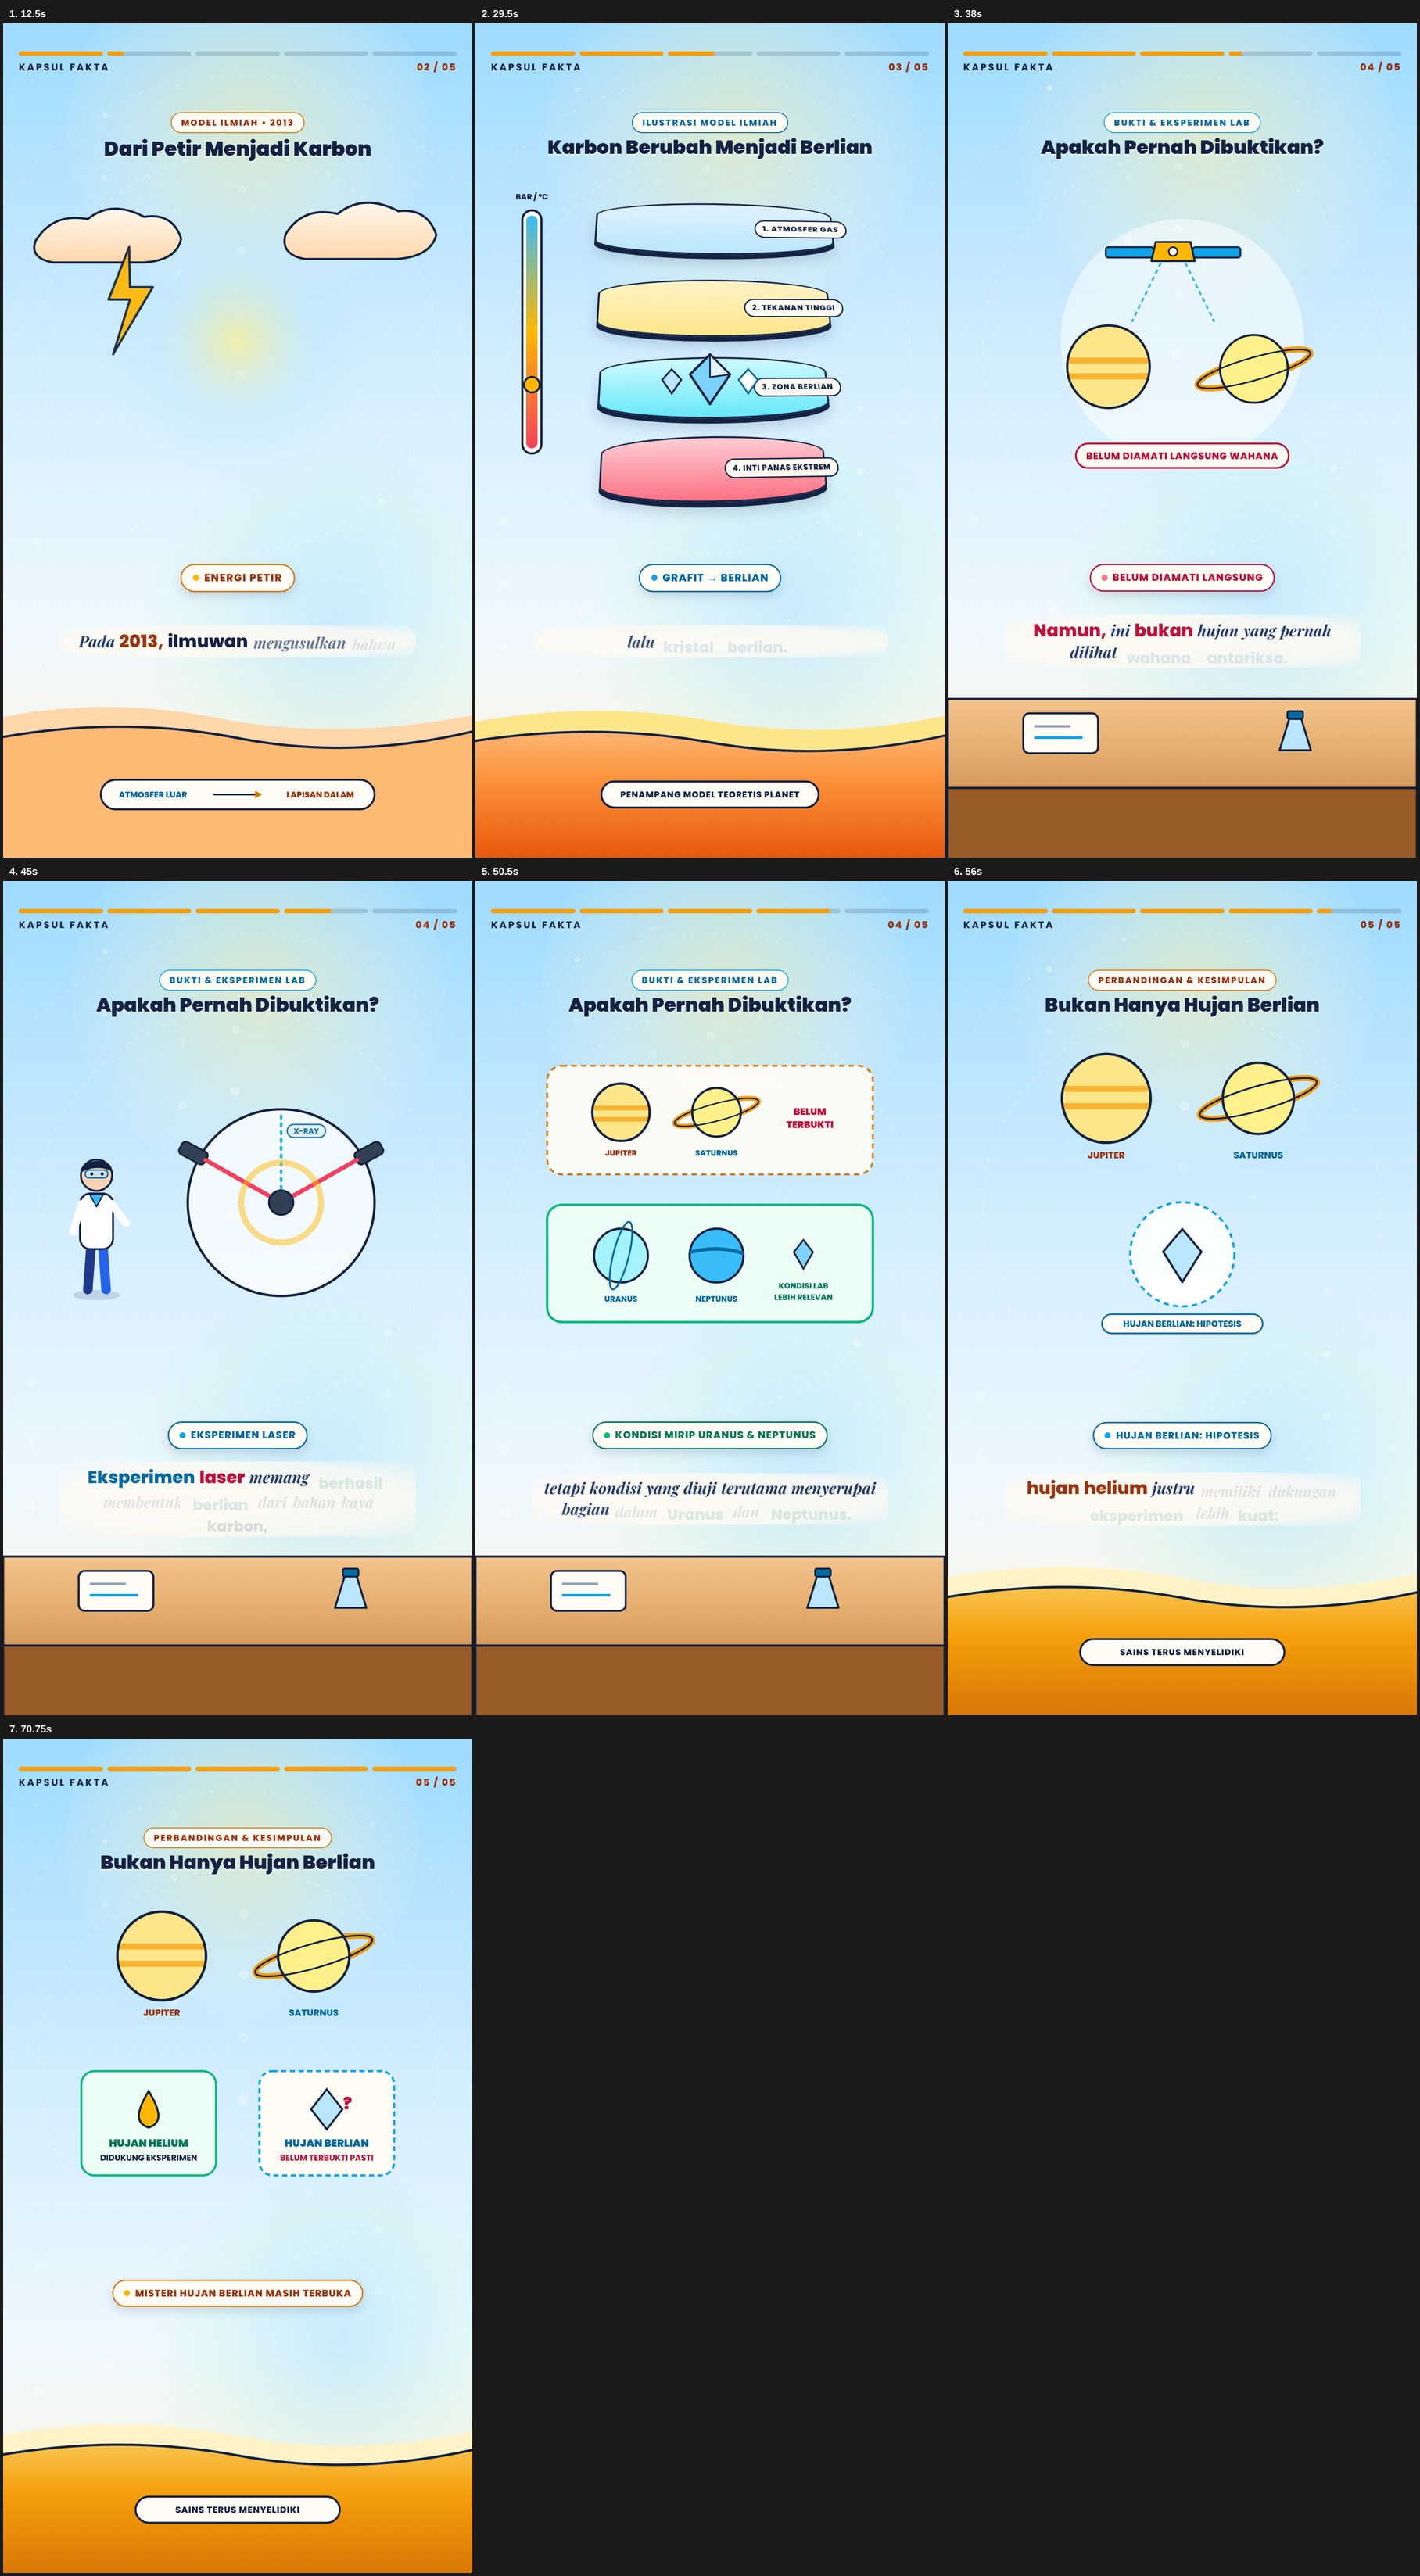 1. 12.5s
KAPSUL FAKTA
02 / 05
MODEL ILMIAH • 2013
Dari Petir Menjadi Karbon
ENERGI PETIR
Pada 2013, ilmuwan mengusulkan bahwa
ATMOSFER LUAR
LAPISAN DALAM
2. 29.5s
KAPSUL FAKTA
03 / 05
ILUSTRASI MODEL ILMIAH
Karbon Berubah Menjadi Berlian
BAR / °C
1. ATMOSFER GAS
2. TEKANAN TINGGI
3. ZONA BERLIAN
4. INTI PANAS EKSTREM
GRAFIT → BERLIAN
lalu kristal berlian.
PENAMPANG MODEL TEORETIS PLANET
3. 38s
KAPSUL FAKTA
04 / 05
BUKTI & EKSPERIMEN LAB
Apakah Pernah Dibuktikan?
BELUM DIAMATI LANGSUNG WAHANA
BELUM DIAMATI LANGSUNG
Namun, ini bukan hujan yang pernah
dilihat wahana antariksa.
4. 45s
KAPSUL FAKTA
04 / 05
BUKTI & EKSPERIMEN LAB
Apakah Pernah Dibuktikan?
X-RAY
EKSPERIMEN LASER
Eksperimen laser memang berhasil
membentuk berlian dari bahan kaya
karbon,
5. 50.5s
KAPSUL FAKTA
04 / 05
BUKTI & EKSPERIMEN LAB
Apakah Pernah Dibuktikan?
BELUM
TERBUKTI
JUPITER
SATURNUS
KONDISI LAB
LEBIH RELEVAN
URANUS
NEPTUNUS
KONDISI MIRIP URANUS & NEPTUNUS
tetapi kondisi yang diuji terutama menyerupai
bagian dalam Uranus dan Neptunus.
6. 56s
KAPSUL FAKTA
05 / 05
PERBANDINGAN & KESIMPULAN
Bukan Hanya Hujan Berlian
JUPITER
SATURNUS
HUJAN BERLIAN: HIPOTESIS
HUJAN BERLIAN: HIPOTESIS
hujan helium justru memiliki dukungan
eksperimen lebih kuat:
SAINS TERUS MENYELIDIKI
7. 70.75s
KAPSUL FAKTA
05 / 05
PERBANDINGAN & KESIMPULAN
Bukan Hanya Hujan Berlian
JUPITER
SATURNUS
HUJAN HELIUM
DIDUKUNG EKSPERIMEN
?
HUJAN BERLIAN
BELUM TERBUKTI PASTI
MISTERI HUJAN BERLIAN MASIH TERBUKA
SAINS TERUS MENYELIDIKI